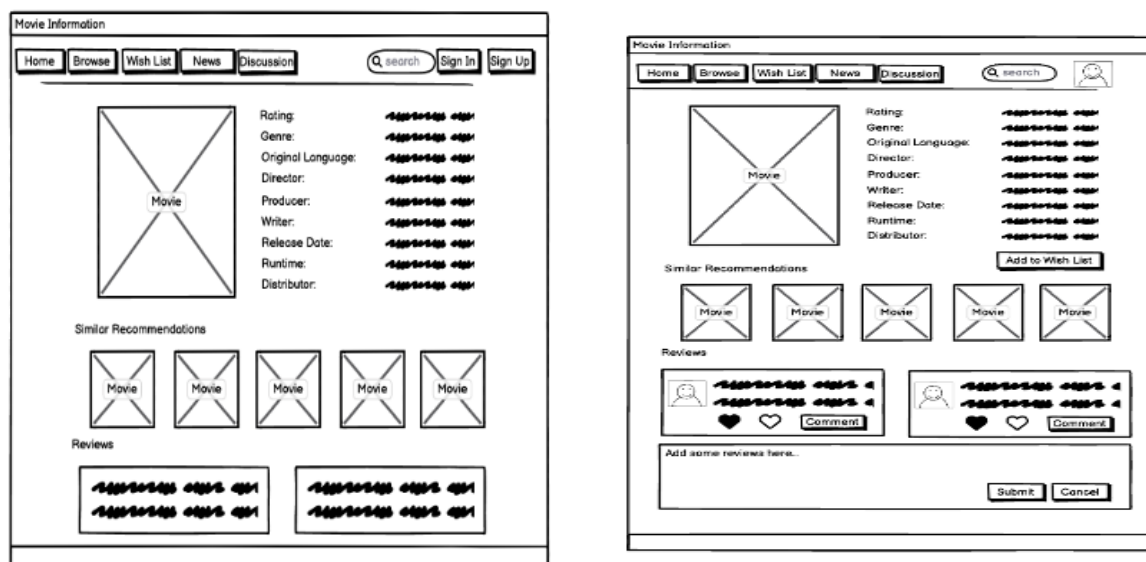 Movie Information
Home Browse Wish List News Discussion search Sign In Sign Up
Movie
Rating:
Genre:
Original Language:
Director:
Producer:
Writer:
Release Date:
Runtime:
Distributor:
Similar Recommendations
Movie Movie Movie Movie Movie
Reviews
Movie Information
Home Browse Wish List News Discussion search
Movie
Rating:
Genre:
Original Language:
Director:
Producer:
Writer:
Release Date:
Runtime:
Distributor:
Add to Wish List
Similar Recommendations
Movie Movie Movie Movie Movie
Reviews
Comment Comment
Add some reviews here..
Submit Cancel